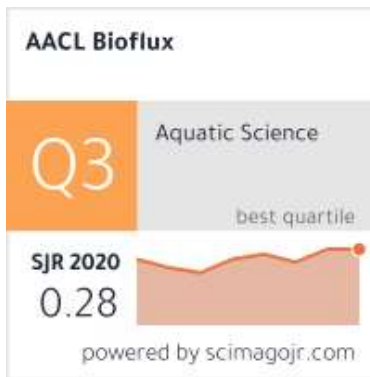 AACL Bioflux
Q3
Aquatic Science
best quartile
SJR 2020
0.28
powered by scimagojr.com